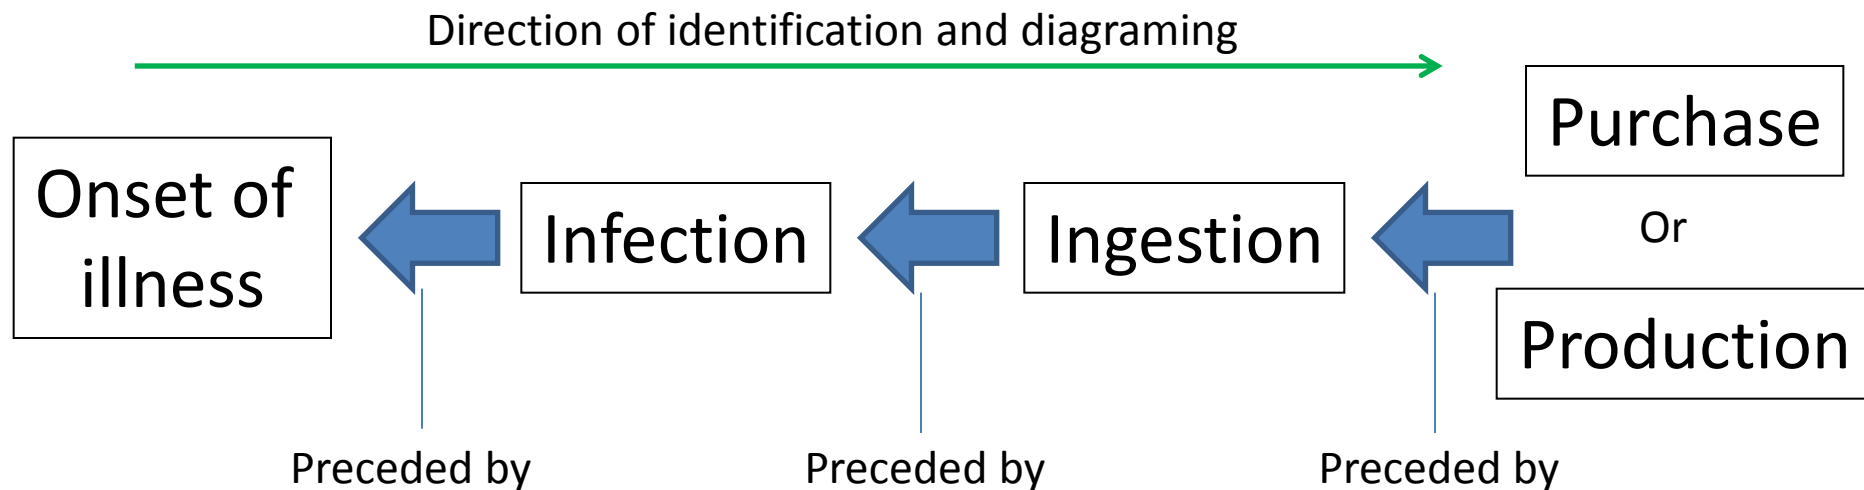 Direction of identification and diagraming
Onset of
illness
Infection
Ingestion
Purchase
Or
Production
Preceded by
Preceded by
Preceded by